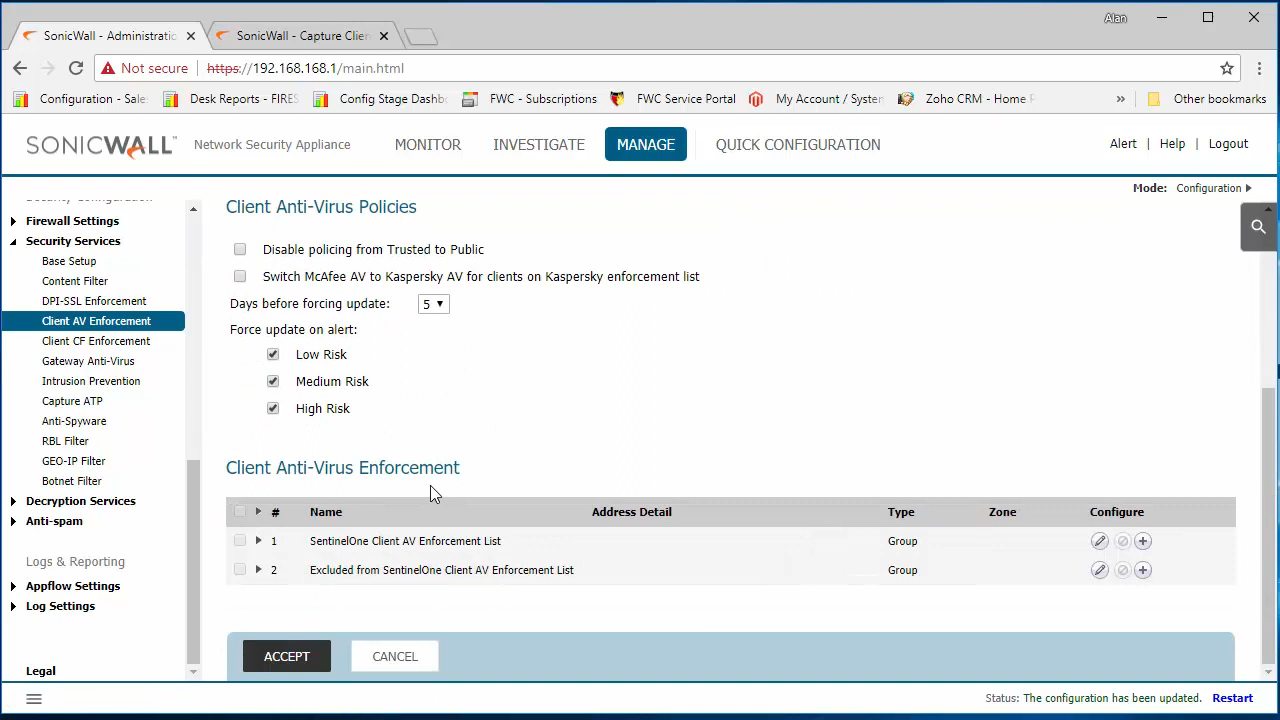 Alan
SonicWall - Administratic
SonicWall - Capture Clien
Not secure
https://192.168.168.1/main.html
Configuration - Sale
Desk Reports - FIRES
Config Stage Dashb
FWC - Subscriptions
FWC Service Portal
My Account / System
Zoho CRM - Home P
»
Other bookmarks
SONICWALL
Network Security Appliance
MONITOR
INVESTIGATE
MANAGE
QUICK CONFIGURATION
Alert | Help | Logout
Mode: Configuration
Security Configuration
Firewall Settings
Security Services
Base Setup
Content Filter
DPI-SSL Enforcement
Client AV Enforcement
Client CF Enforcement
Gateway Anti-Virus
Intrusion Prevention
Capture ATP
Anti-Spyware
RBL Filter
GEO-IP Filter
Botnet Filter
Decryption Services
Anti-spam
Logs & Reporting
Appflow Settings
Log Settings
Legal
Client Anti-Virus Policies
Disable policing from Trusted to Public
Switch McAfee AV to Kaspersky AV for clients on Kaspersky enforcement list
Days before forcing update: 5
Force update on alert:
Low Risk
Medium Risk
High Risk
Client Anti-Virus Enforcement
# Name Address Detail Type Zone Configure
1 SentinelOne Client AV Enforcement List Group
2 Excluded from SentinelOne Client AV Enforcement List Group
ACCEPT
CANCEL
Status: The configuration has been updated. Restart